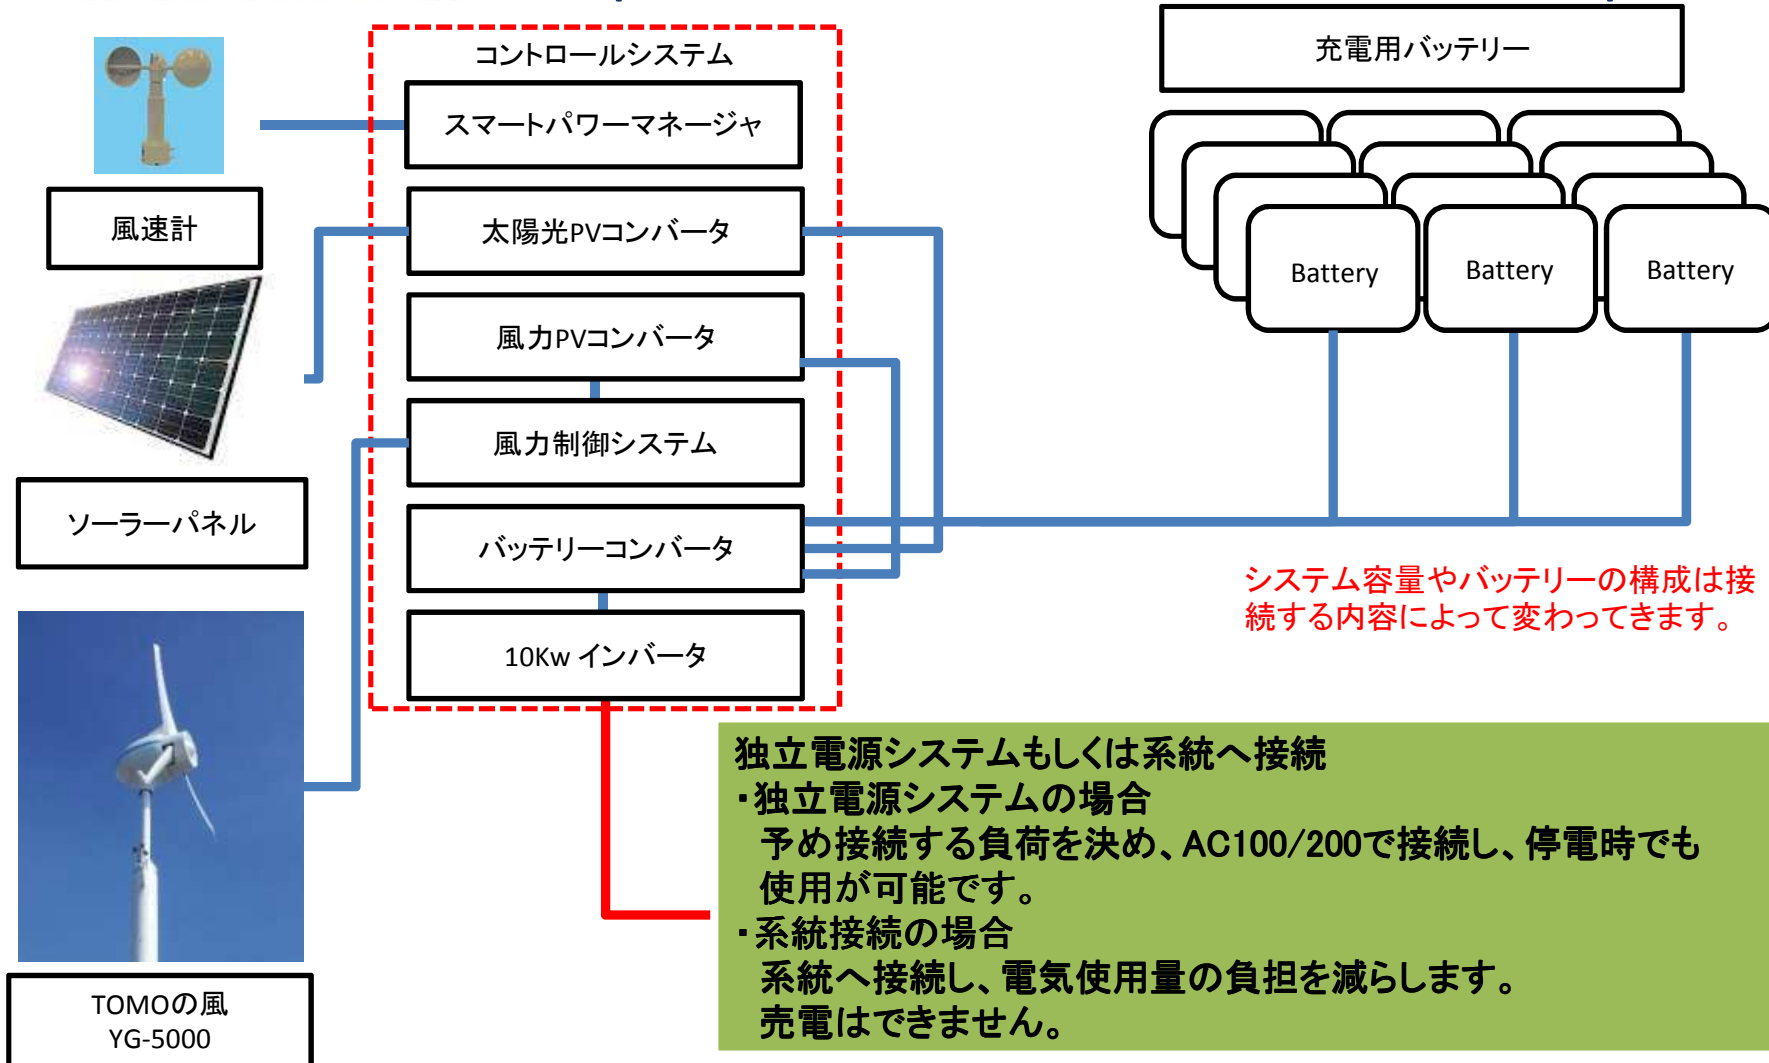 コントロールシステム
スマートパワーマネージャ
太陽光PVコンバータ
風力PVコンバータ
風力制御システム
バッテリーコンバータ
10Kw インバータ
風速計
ソーラーパネル
TOMOの風
YG-5000
充電用バッテリー
Battery
Battery
Battery
システム容量やバッテリーの構成は接
続する内容によって変わってきます。
独立電源システムもしくは系統へ接続
・独立電源システムの場合
予め接続する負荷を決め、AC100/200で接続し、停電時でも
使用が可能です。
・系統接続の場合
系統へ接続し、電気使用量の負担を減らします。
売電はできません。